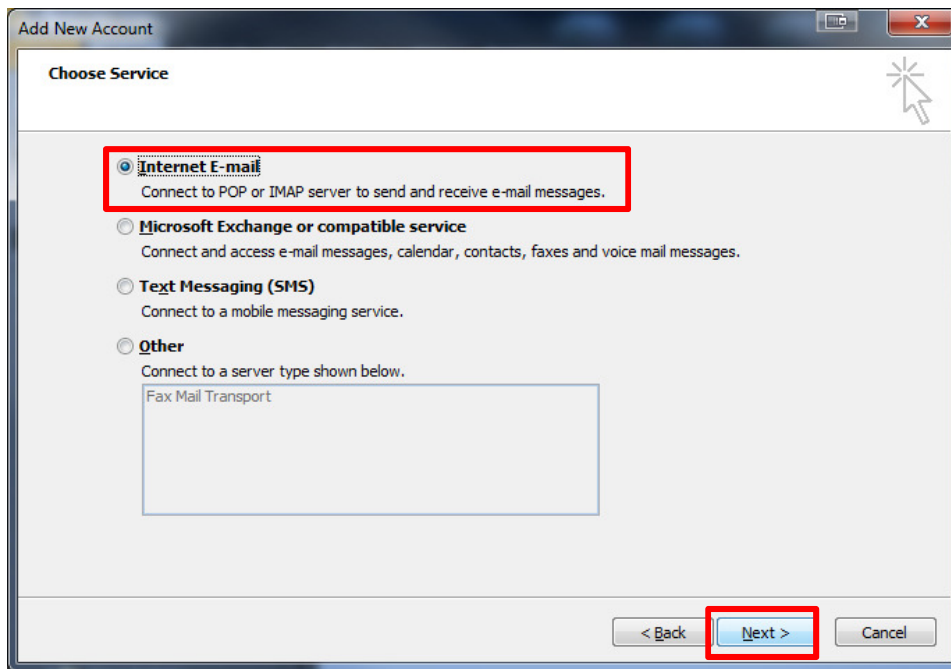 Add New Account
Choose Service
Internet E-mail
Connect to POP or IMAP server to send and receive e-mail messages.
Microsoft Exchange or compatible service
Connect and access e-mail messages, calendar, contacts, faxes and voice mail messages.
Text Messaging (SMS)
Connect to a mobile messaging service.
Other
Connect to a server type shown below.
Fax Mail Transport
< Back
Next >
Cancel